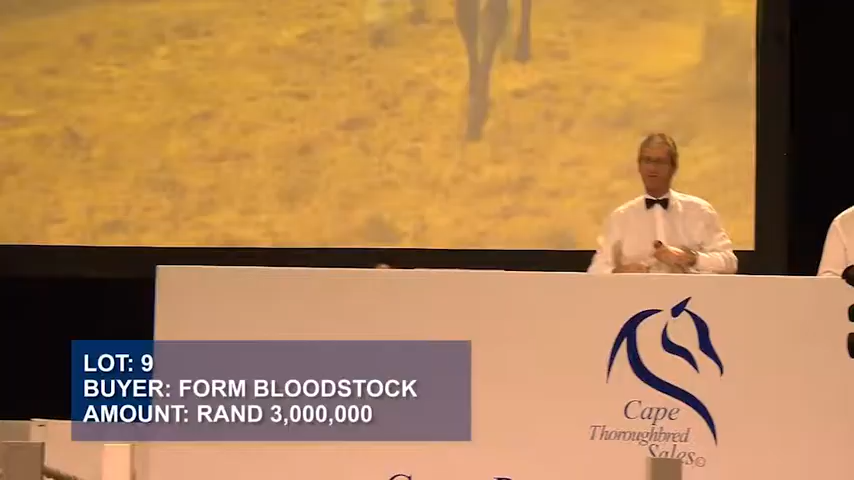 LOT: 9
BUYER: FORM BLOODSTOCK
AMOUNT: RAND 3,000,000
Cape
Thoroughbred
Sales©